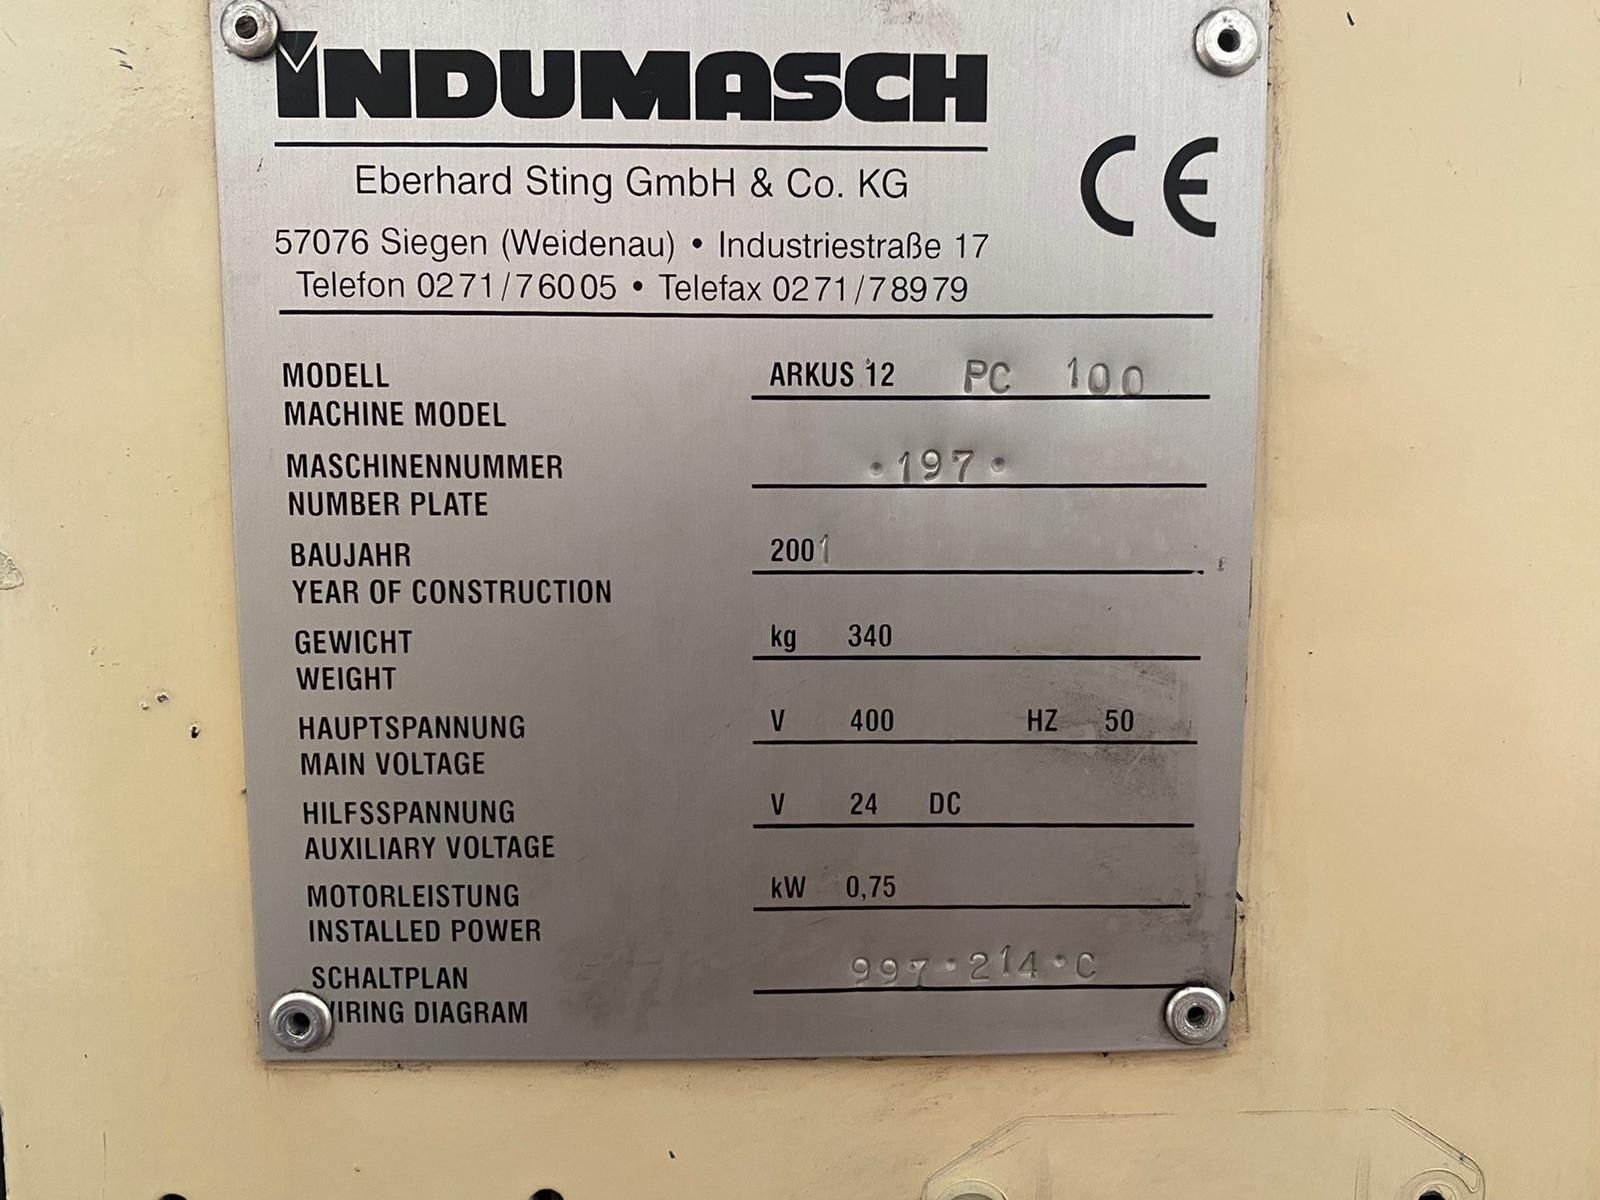 INDUMASCH
CE
Eberhard Sting GmbH & Co. KG
57076 Siegen (Weidenau) • Industriestraße 17
Telefon 0271/76005 • Telefax 0271/78979
MODELL ARKUS 12 PC 100
MACHINE MODEL
MASCHINENNUMMER •197•
NUMBER PLATE
BAUJAHR 2001
YEAR OF CONSTRUCTION
GEWICHT kg 340
WEIGHT
HAUPTSPANNUNG V 400 HZ 50
MAIN VOLTAGE
HILFSSPANNUNG V 24 DC
AUXILIARY VOLTAGE
MOTORLEISTUNG kW 0,75
INSTALLED POWER
SCHALTPLAN 997•214•C
WIRING DIAGRAM